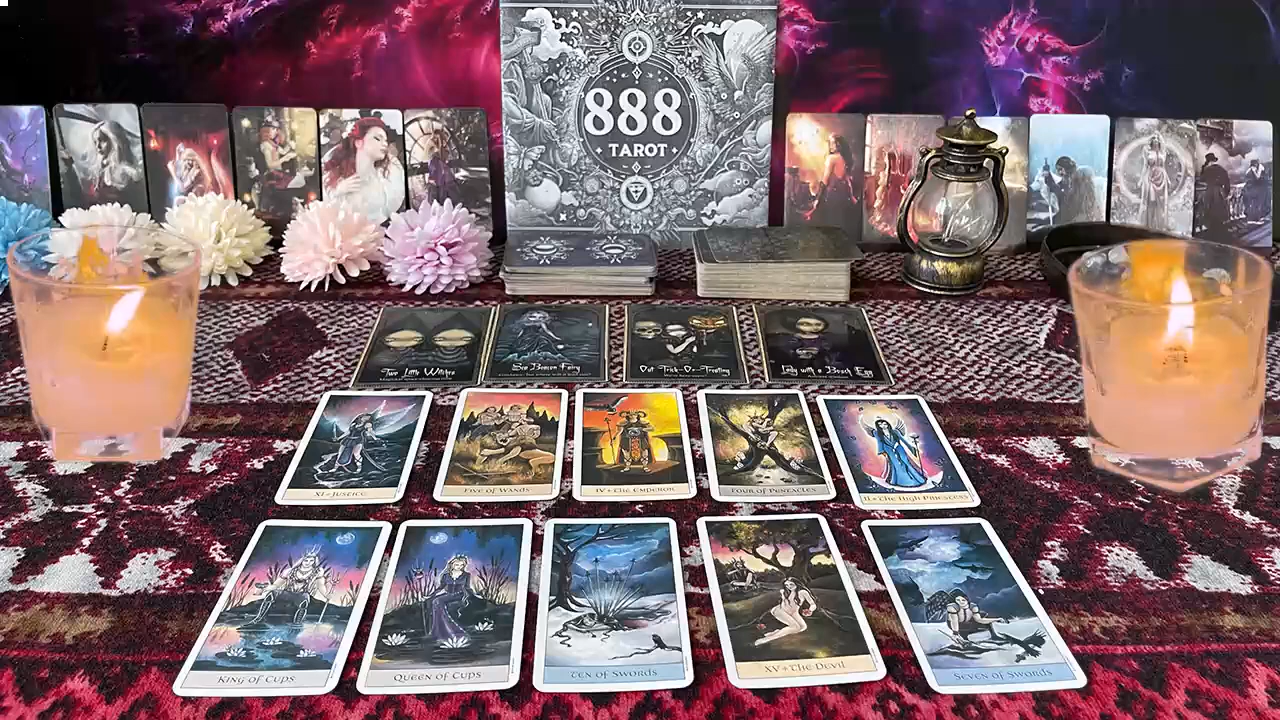 888
TAROT
Two Little Witches
Sea Beacon Fairy
Out Trick-Or-Treating
Lady with a Bosch Egg
XI • Justice
Five of Wands
IV • The Emperor
Four of Pentacles
II • The High Priestess
King of Cups
Queen of Cups
Ten of Swords
XV • The Devil
Seven of Swords